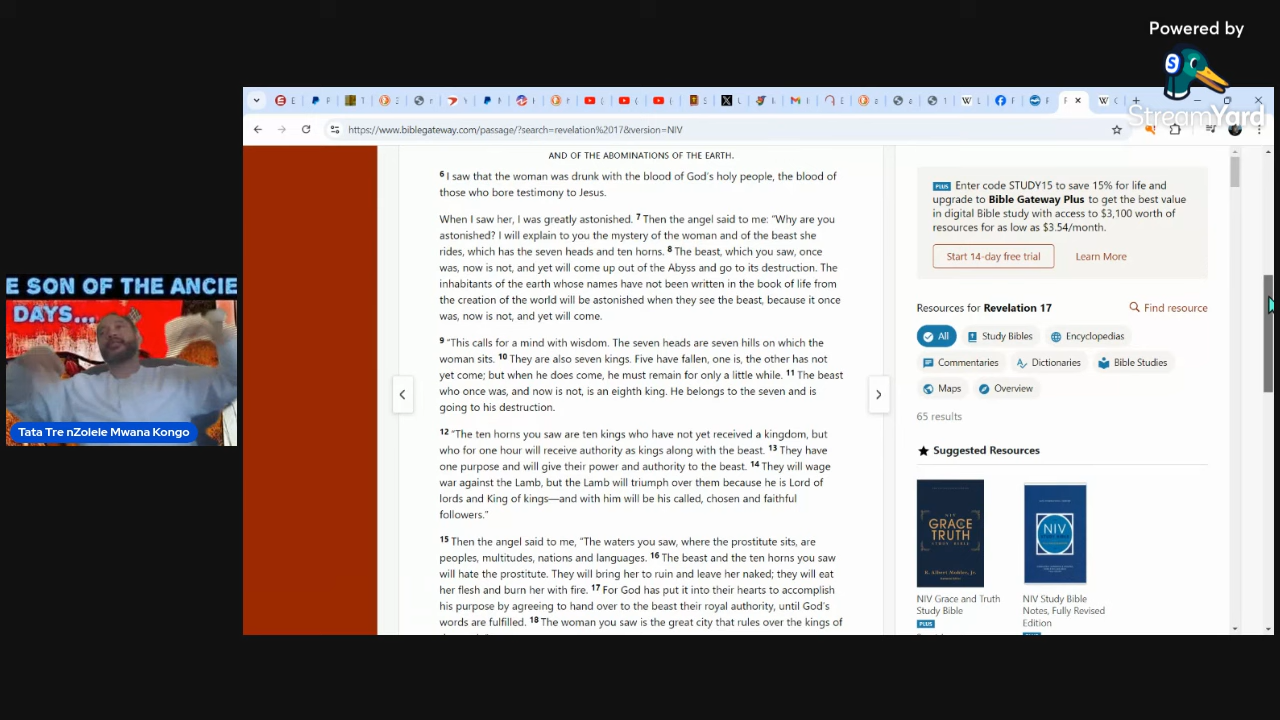 Powered by
StreamYard
https://www.biblegateway.com/passage/?search=revelation%2017&version=NIV
AND OF THE ABOMINATIONS OF THE EARTH.
6 I saw that the woman was drunk with the blood of God's holy people, the blood of
those who bore testimony to Jesus.
When I saw her, I was greatly astonished. 7 Then the angel said to me: "Why are you
astonished? I will explain to you the mystery of the woman and of the beast she
rides, which has the seven heads and ten horns. 8 The beast, which you saw, once
was, now is not, and yet will come up out of the Abyss and go to its destruction. The
inhabitants of the earth whose names have not been written in the book of life from
the creation of the world will be astonished when they see the beast, because it once
was, now is not, and yet will come.
9 "This calls for a mind with wisdom. The seven heads are seven hills on which the
woman sits. 10 They are also seven kings. Five have fallen, one is, the other has not
yet come; but when he does come, he must remain for only a little while. 11 The beast
who once was, and now is not, is an eighth king. He belongs to the seven and is
going to his destruction.
12 "The ten horns you saw are ten kings who have not yet received a kingdom, but
who for one hour will receive authority as kings along with the beast. 13 They have
one purpose and will give their power and authority to the beast. 14 They will wage
war against the Lamb, but the Lamb will triumph over them because he is Lord of
lords and King of kings—and with him will be his called, chosen and faithful
followers."
15 Then the angel said to me, "The waters you saw, where the prostitute sits, are
peoples, multitudes, nations and languages. 16 The beast and the ten horns you saw
will hate the prostitute. They will bring her to ruin and leave her naked; they will eat
her flesh and burn her with fire. 17 For God has put it into their hearts to accomplish
his purpose by agreeing to hand over to the beast their royal authority, until God's
words are fulfilled. 18 The woman you saw is the great city that rules over the kings of
PLUS Enter code STUDY15 to save 15% for life and
upgrade to Bible Gateway Plus to get the best value
in digital Bible study with access to $3,100 worth of
resources for as low as $3.54/month.
Start 14-day free trial Learn More
Resources for Revelation 17 Find resource
All Study Bibles Encyclopedias
Commentaries Dictionaries Bible Studies
Maps Overview
65 results
Suggested Resources
NIV
GRACE
TRUTH
STUDY BIBLE
NIV
STUDY BIBLE
NIV Grace and Truth
Study Bible
PLUS
NIV Study Bible
Notes, Fully Revised
Edition
E SON OF THE ANCIE
DAYS...
Tata Tre nZolele Mwana Kongo